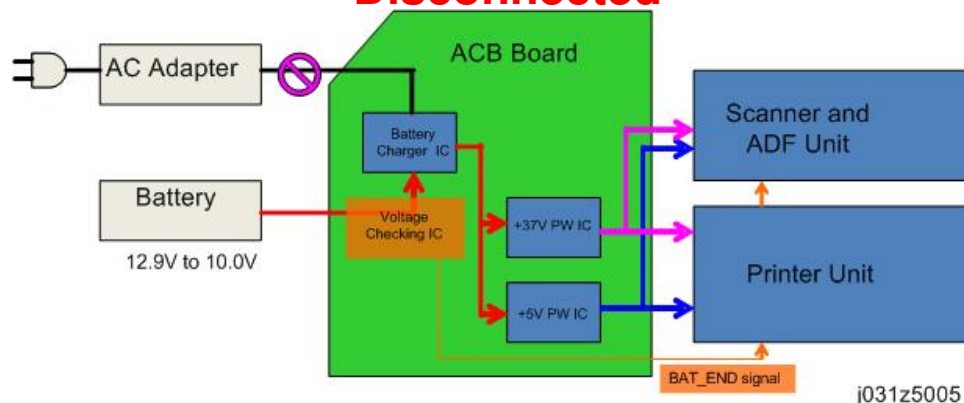 Disconnected
ACB Board
AC Adapter
Battery
Charger IC
Scanner and
ADF Unit
Battery
Voltage
Checking IC
+37V PW IC
12.9V to 10.0V
Printer Unit
+5V PW IC
BAT_END signal
j031z5005